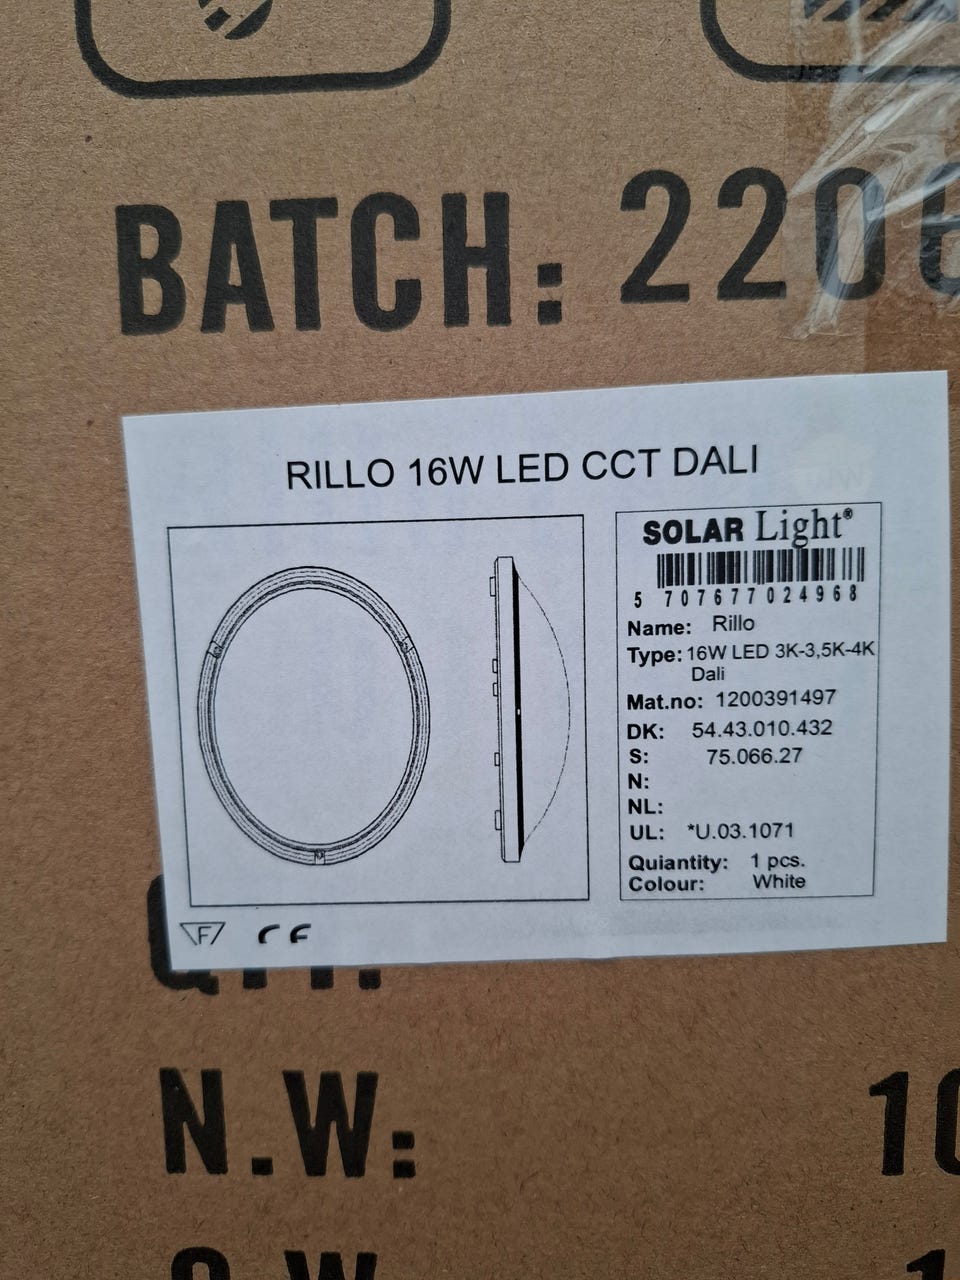 BATCH: 220
RILLO 16W LED CCT DALI
SOLAR Light®
5 707677 024968
Name: Rillo
Type: 16W LED 3K-3,5K-4K
Dali
Mat.no: 1200391497
DK: 54.43.010.432
S: 75.066.27
N:
NL:
UL: *U.03.1071
Quiantity: 1 pcs.
Colour: White
F CE
N.W: 10